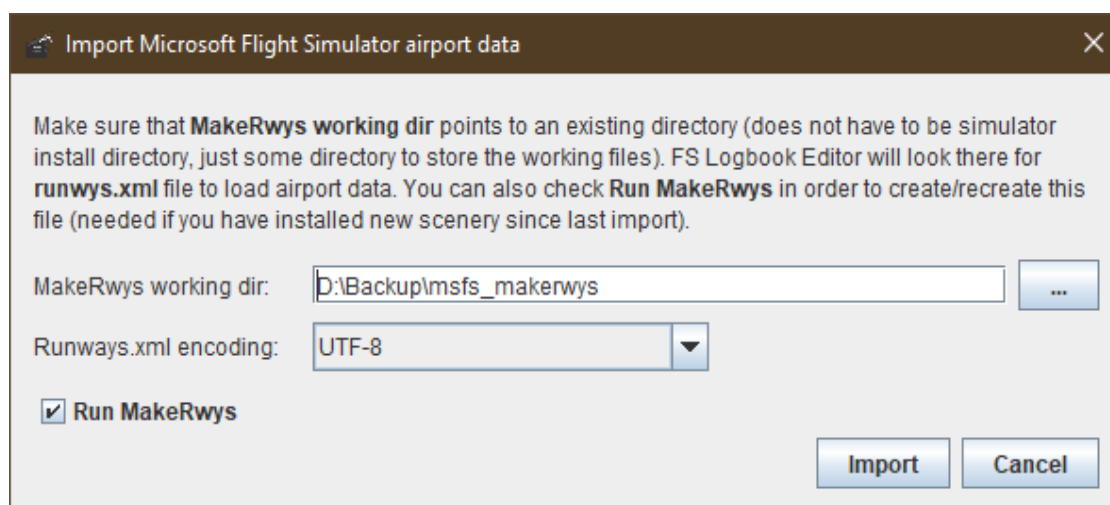 Import Microsoft Flight Simulator airport data
Make sure that MakeRwys working dir points to an existing directory (does not have to be simulator
install directory, just some directory to store the working files). FS Logbook Editor will look there for
runwys.xml file to load airport data. You can also check Run MakeRwys in order to create/recreate this
file (needed if you have installed new scenery since last import).
MakeRwys working dir: D:\Backup\msfs_makerwys ...
Runways.xml encoding: UTF-8
Run MakeRwys
Import Cancel